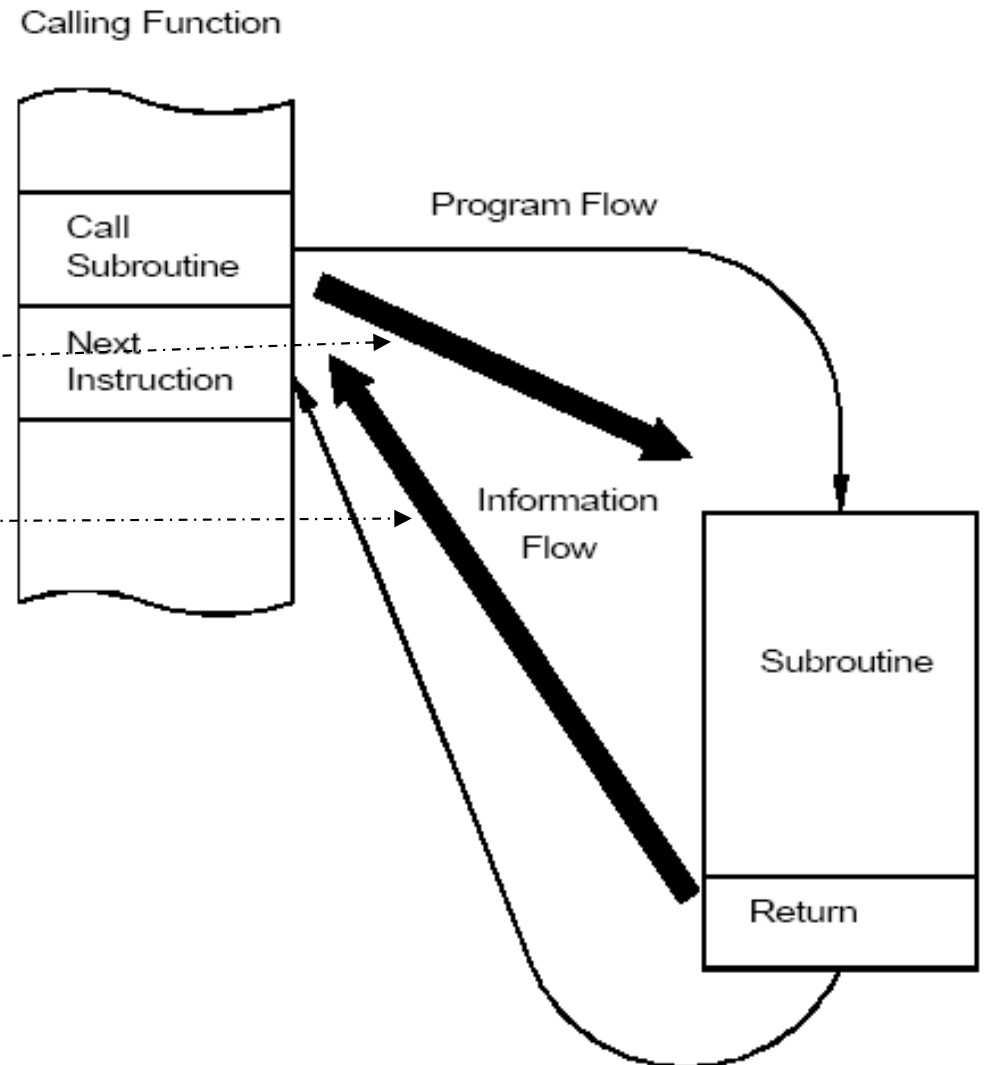 Calling Function
Program Flow
Call
Subroutine
Next
Instruction
Information
Flow
Subroutine
Return